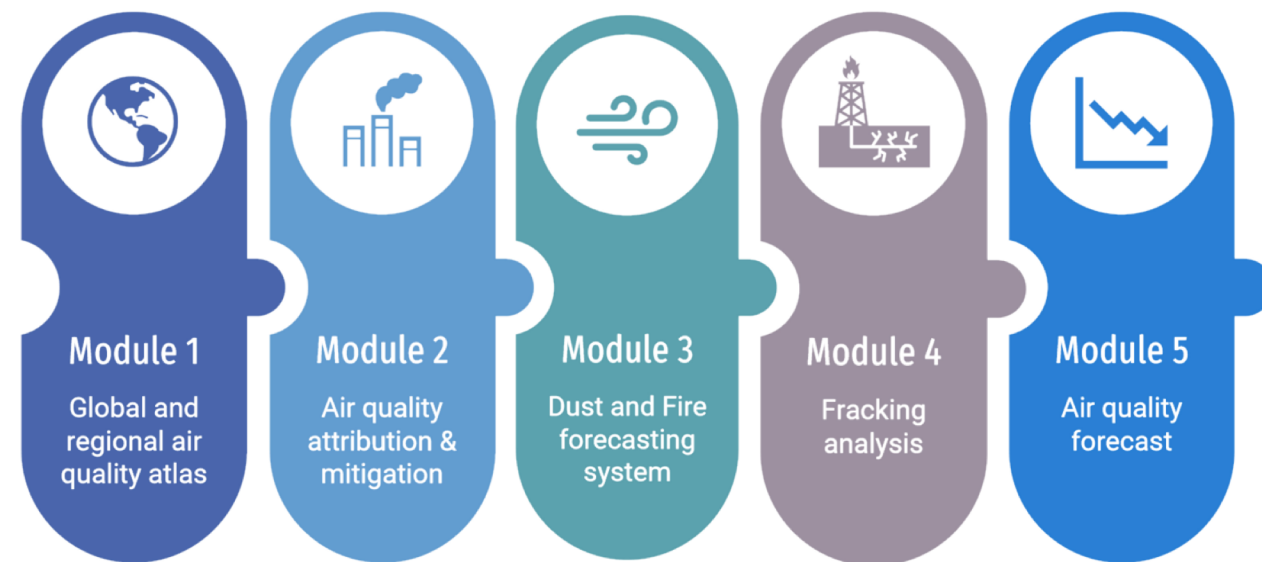 Module 1
Global and
regional air
quality atlas
Module 2
Air quality
attribution &
mitigation
Module 3
Dust and Fire
forecasting
system
Module 4
Fracking
analysis
Module 5
Air quality
forecast